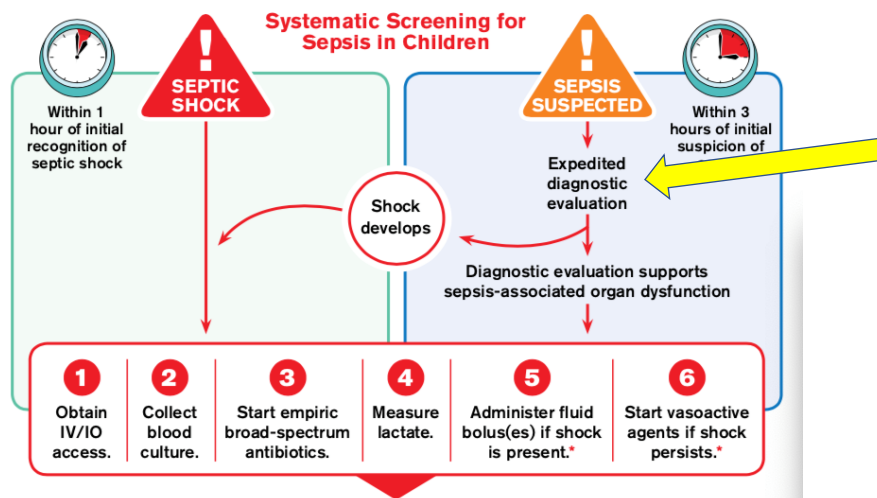 Systematic Screening for
Sepsis in Children
!
SEPTIC
SHOCK
!
SEPSIS
SUSPECTED
Within 1
hour of initial
recognition of
septic shock
Within 3
hours of initial
suspicion of
Expedited
diagnostic
evaluation
Shock
develops
Diagnostic evaluation supports
sepsis-associated organ dysfunction
1
Obtain
IV/IO
access.
2
Collect
blood
culture.
3
Start empiric
broad-spectrum
antibiotics.
4
Measure
lactate.
5
Administer fluid
bolus(es) if shock
is present.*
6
Start vasoactive
agents if shock
persists.*